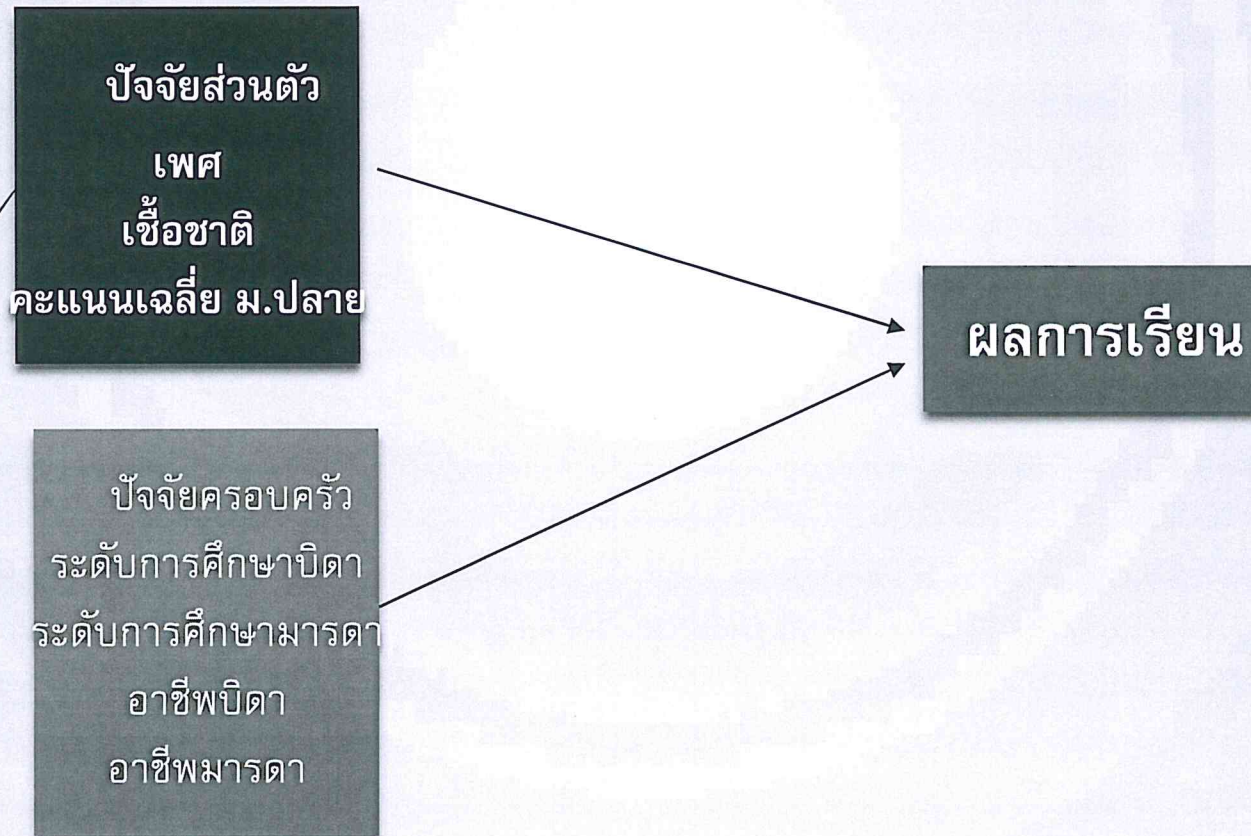 ปัจจัยส่วนตัว
เพศ
เชื้อชาติ
คะแนนเฉลี่ย ม.ปลาย
ปัจจัยครอบครัว
ระดับการศึกษาบิดา
ระดับการศึกษามารดา
อาชีพบิดา
อาชีพมารดา
ผลการเรียน